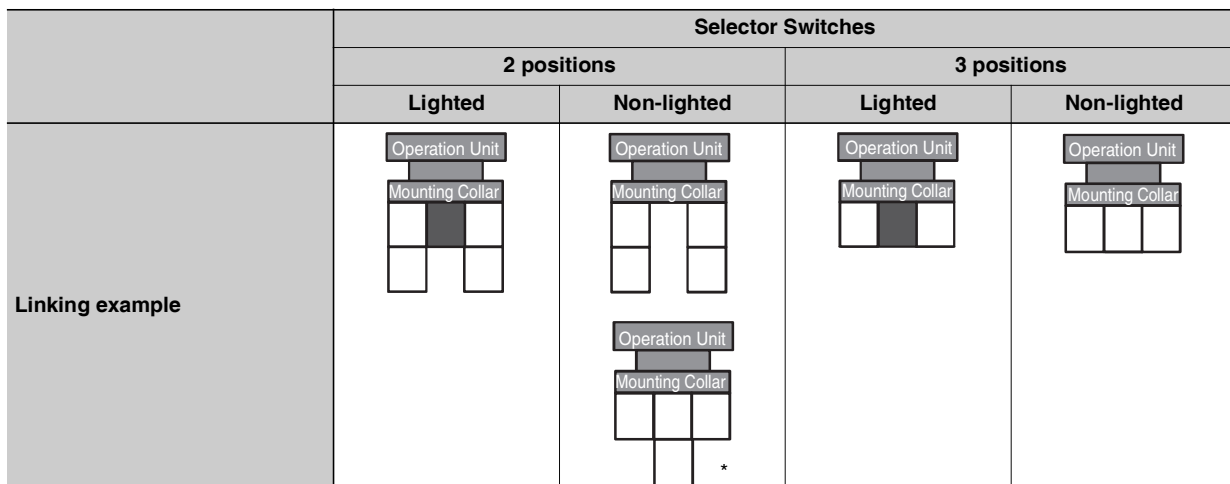 Selector Switches
2 positions
3 positions
Lighted
Non-lighted
Lighted
Non-lighted
Linking example
Operation Unit
Mounting Collar
Operation Unit
Mounting Collar
Operation Unit
Mounting Collar
*
Operation Unit
Mounting Collar
Operation Unit
Mounting Collar